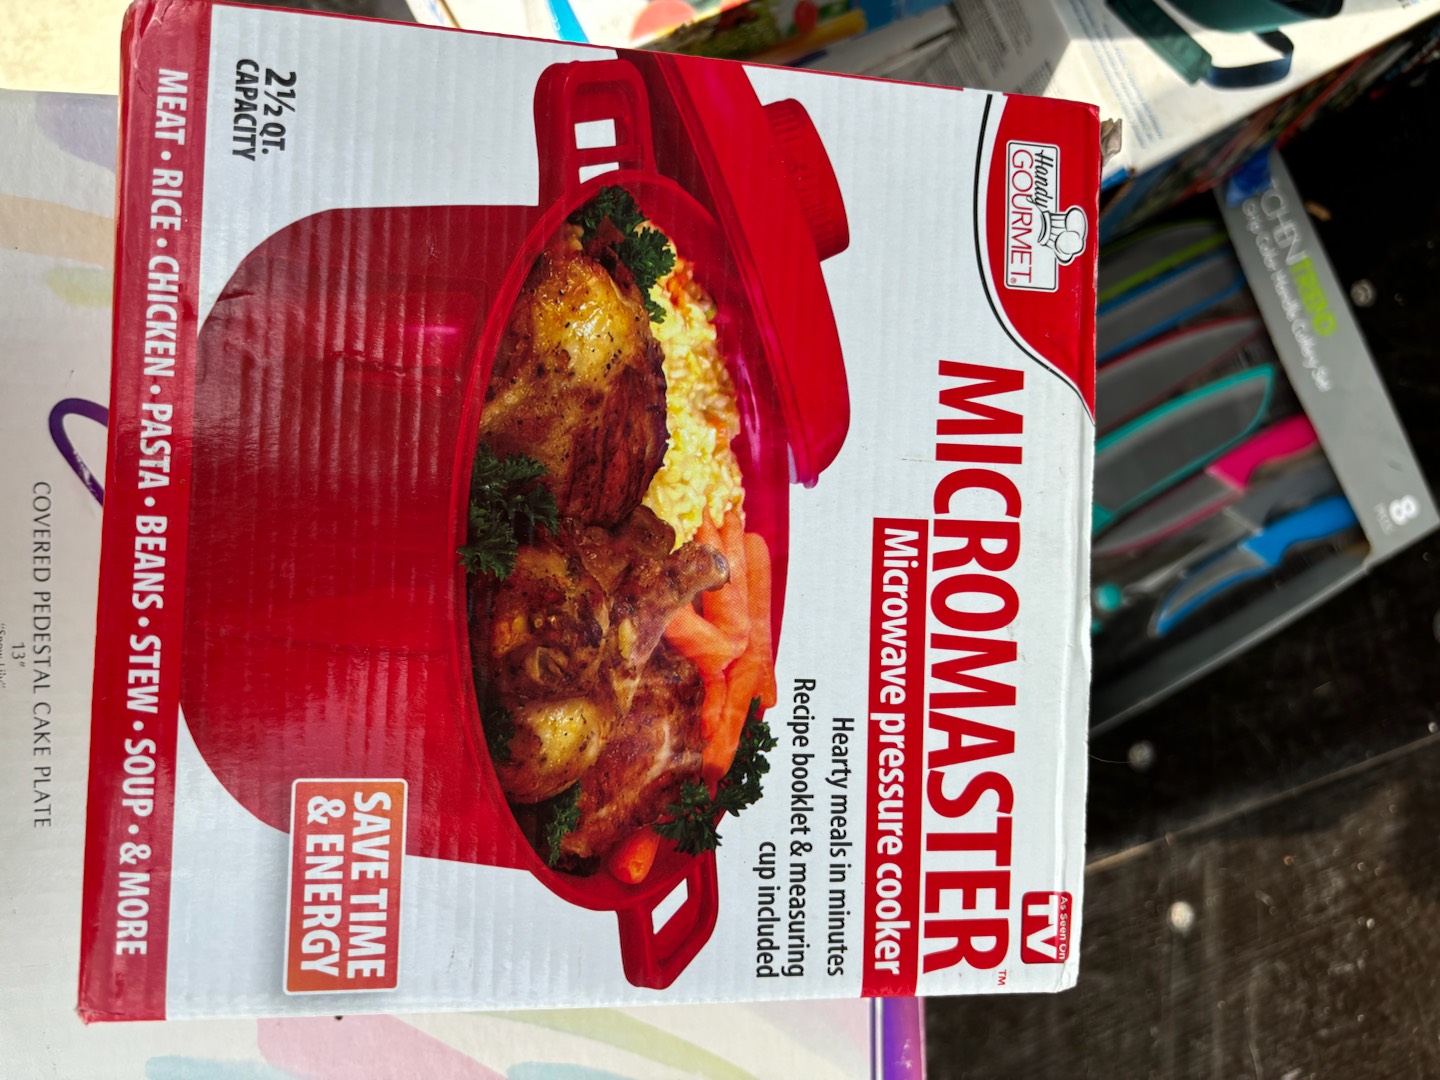 Handy
GOURMET®
As Seen On
TV
MICROMASTER™
Microwave pressure cooker
Hearty meals in minutes
Recipe booklet & measuring
cup included
SAVE TIME
& ENERGY
2½ QT.
CAPACITY
MEAT • RICE • CHICKEN • PASTA • BEANS • STEW • SOUP • & MORE
COVERED PEDESTAL CAKE PLATE
13"
TREND
8